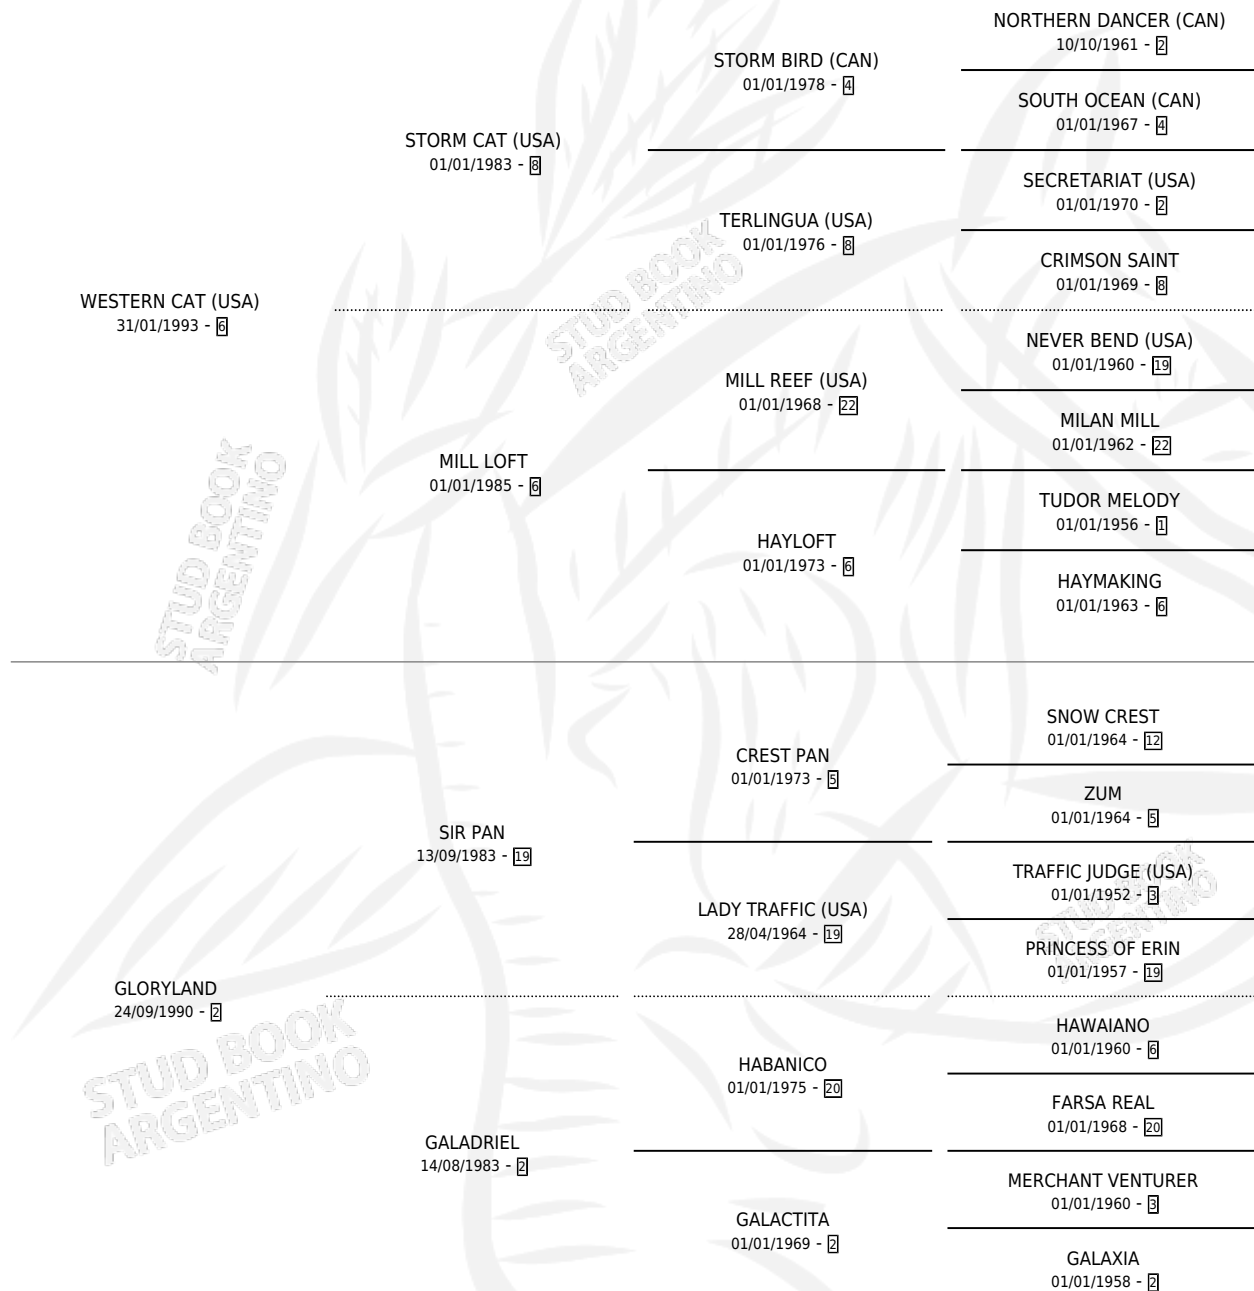 NORTHERN DANCER (CAN)
10/10/1961 - 2
STORM BIRD (CAN)
01/01/1978 - 4
SOUTH OCEAN (CAN)
01/01/1967 - 4
STORM CAT (USA)
01/01/1983 - 8
SECRETARIAT (USA)
01/01/1970 - 2
TERLINGUA (USA)
01/01/1976 - 8
CRIMSON SAINT
01/01/1969 - 8
WESTERN CAT (USA)
31/01/1993 - 6
NEVER BEND (USA)
01/01/1960 - 19
MILL REEF (USA)
01/01/1968 - 22
MILAN MILL
01/01/1962 - 22
MILL LOFT
01/01/1985 - 6
TUDOR MELODY
01/01/1956 - 1
HAYLOFT
01/01/1973 - 6
HAYMAKING
01/01/1963 - 6
SNOW CREST
01/01/1964 - 12
CREST PAN
01/01/1973 - 5
ZUM
01/01/1964 - 5
SIR PAN
13/09/1983 - 19
TRAFFIC JUDGE (USA)
01/01/1952 - 3
LADY TRAFFIC (USA)
28/04/1964 - 19
PRINCESS OF ERIN
01/01/1957 - 19
GLORYLAND
24/09/1990 - 2
HAWAIANO
01/01/1960 - 6
HABANICO
01/01/1975 - 20
FARSA REAL
01/01/1968 - 20
GALADRIEL
14/08/1983 - 2
MERCHANT VENTURER
01/01/1960 - 3
GALACTITA
01/01/1969 - 2
GALAXIA
01/01/1958 - 2
STUD BOOK
ARGENTINO
STUD BOOK
ARGENTINO
STUD BOOK
ARGENTINO
STUD BOOK
ARGENTINO